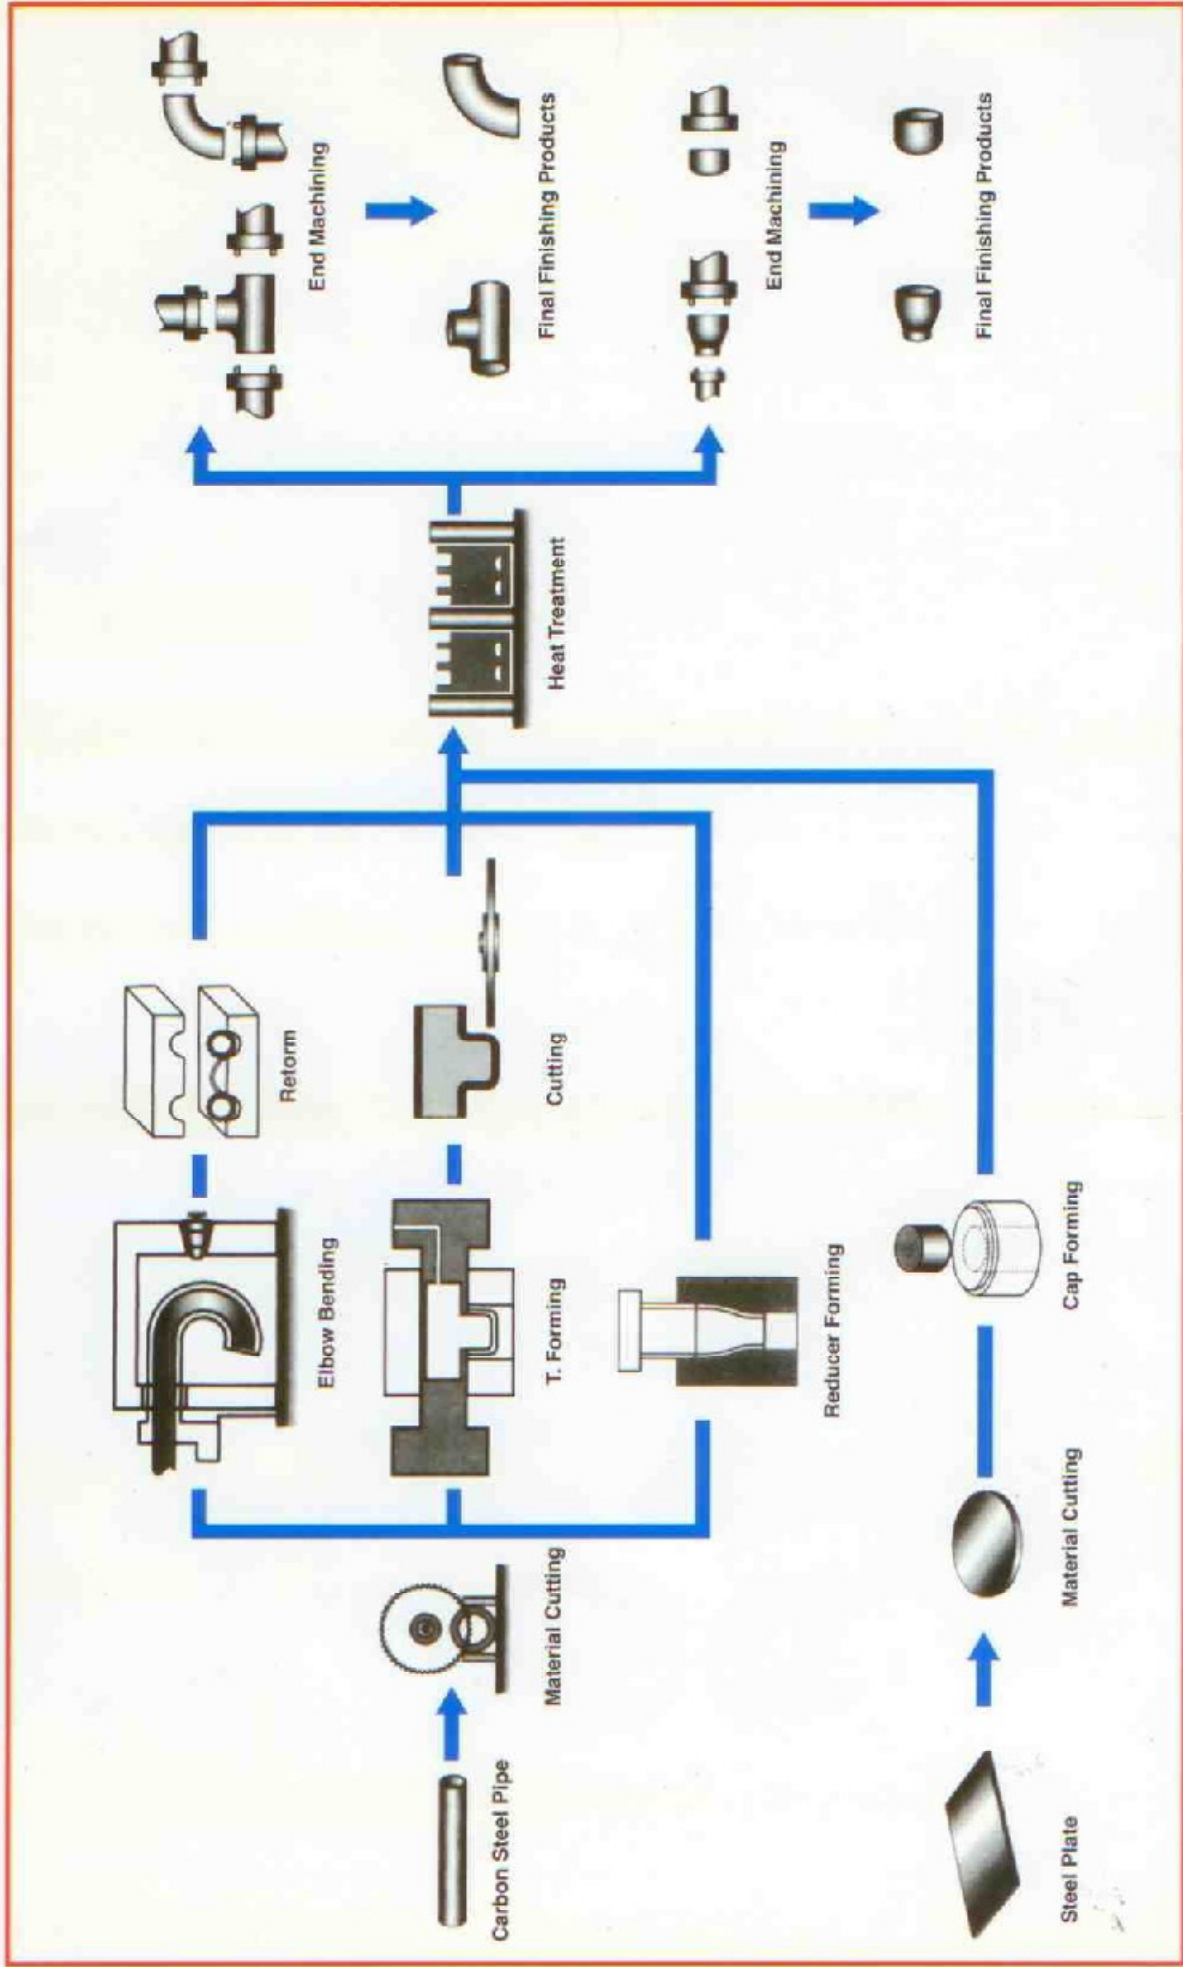 Carbon Steel Pipe
Material Cutting
Elbow Bending
Retorm
T. Forming
Cutting
Reducer Forming
Steel Plate
Material Cutting
Cap Forming
Heat Treatment
End Machining
Final Finishing Products
End Machining
Final Finishing Products